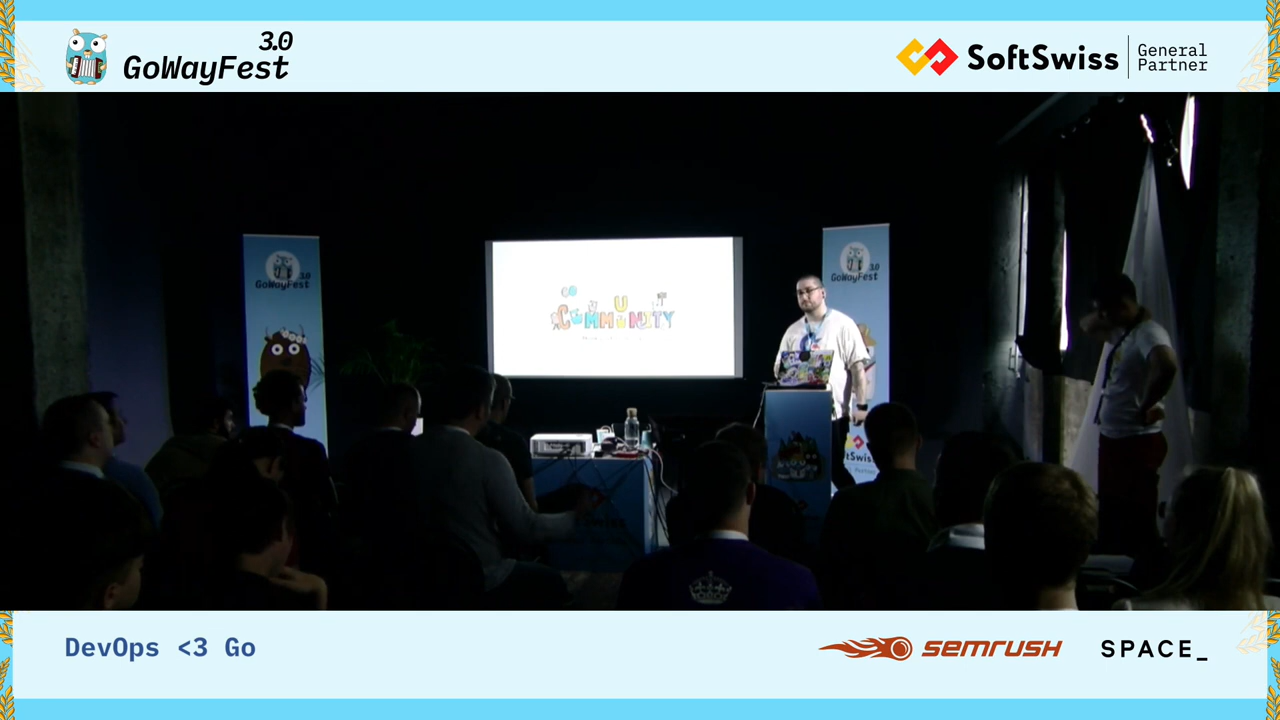 3.0
GoWayFest
SoftSwiss
General
Partner
3.0
GoWayFest
COMMUNITY
3.0
GoWayFest
DevOps <3 Go
semrush
SPACE_